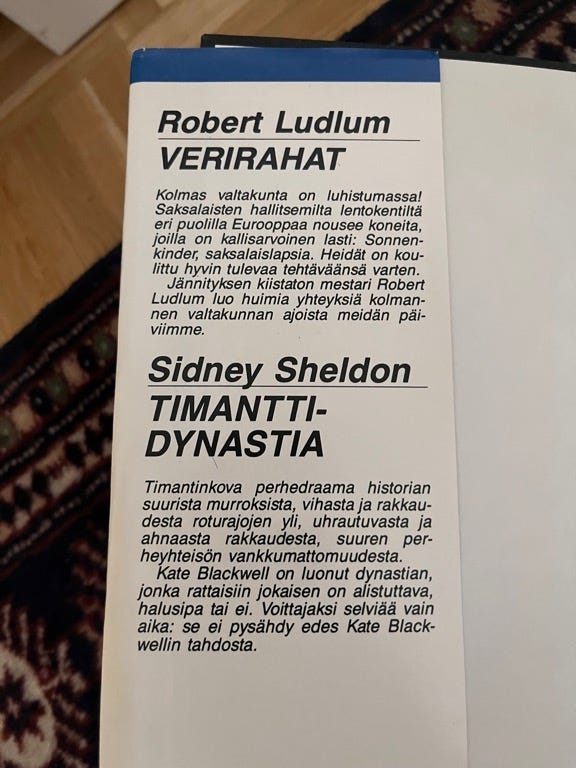 Robert Ludlum
VERIRAHAT
Kolmas valtakunta on luhistumassa!
Saksalaisten hallitsemilta lentokentiltä
eri puolilla Eurooppaa nousee koneita,
joilla on kallisarvoinen lasti: Sonnen-
kinder, saksalaislapsia. Heidät on kou-
litettu hyvin tulevaa tehtäväänsä varten.
Jännityksen kiistaton mestari Robert
Ludlum luo huimia yhteyksiä kolman-
nen valtakunnan ajoista meidän päi-
viimme.
Sidney Sheldon
TIMANTTI-
DYNASTIA
Timantinkova perhedraama historian
suurista murroksista, vihasta ja rakkau-
desta roturajojen yli, uhrautuvasta ja
ahnaasta rakkaudesta, suuren per-
heyhteisön vankkumattomuudesta.
Kate Blackwell on luonut dynastian,
jonka rattaisiin jokaisen on alistuttava,
halusipa tai ei. Voittajaksi selviää vain
aika: se ei pysähdy edes Kate Black-
wellin tahdosta.